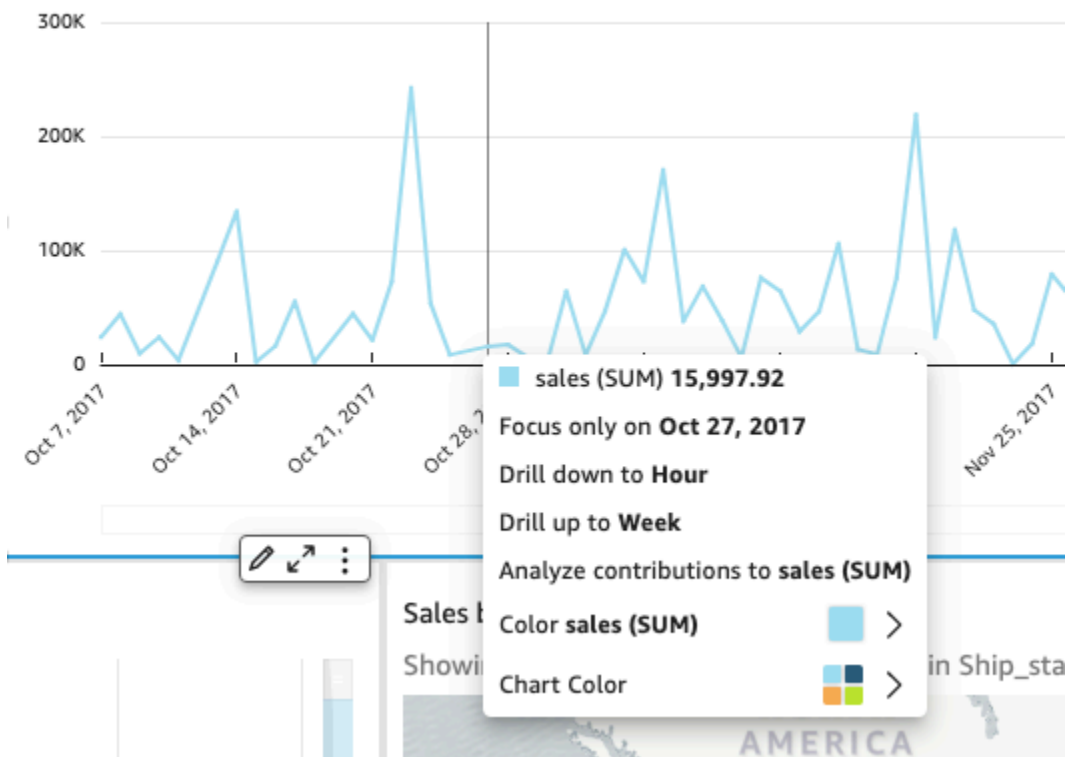 300K
200K
100K
0
Oct 7, 2017
Oct 14, 2017
Oct 21, 2017
Oct 28,
Nov 25, 2017
sales (SUM) 15,997.92
Focus only on Oct 27, 2017
Drill down to Hour
Drill up to Week
Analyze contributions to sales (SUM)
Color sales (SUM)
Chart Color
Sales
in Ship_sta
AMERICA